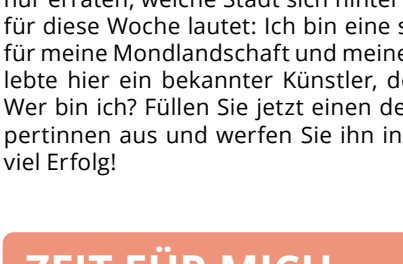 nur erraten, welche Stadt sich hinter
für diese Woche lautet: Ich bin eine s
für meine Mondlandschaft und meine
lebte hier ein bekannter Künstler, d
Wer bin ich? Füllen Sie jetzt einen de
pertinnen aus und werfen Sie ihn in
viel Erfolg!
ZEIT FÜR MICH